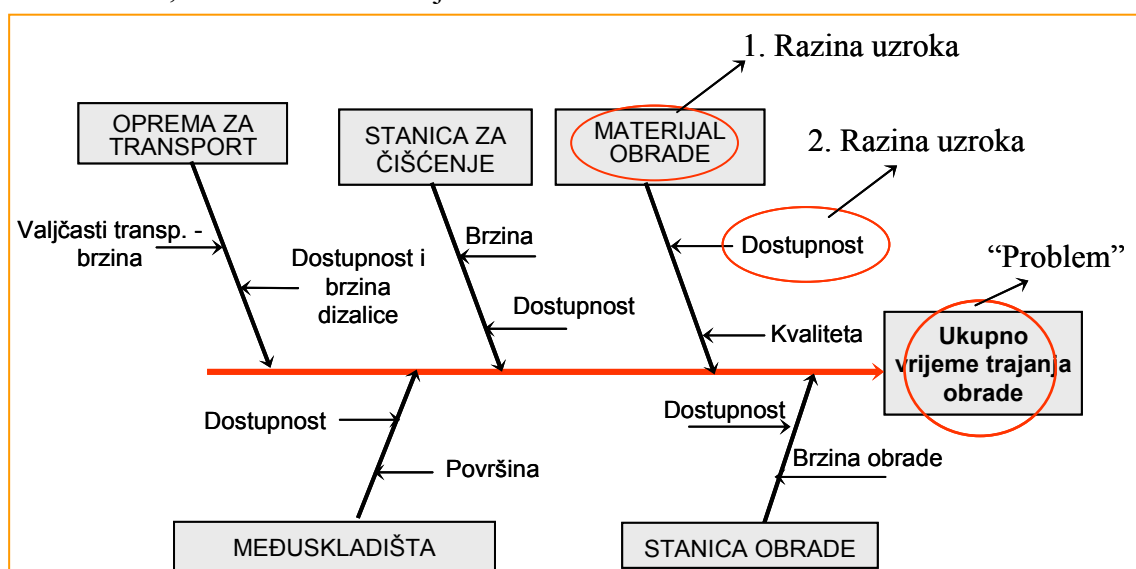 1. Razina uzroka
OPREMA ZA
TRANSPORT
STANICA ZA
ČIŠĆENJE
MATERIJAL
OBRADE
2. Razina uzroka
Valjčasti transp. -
brzina
Dostupnost i
brzina
dizalice
Brzina
Dostupnost
Dostupnost
Kvaliteta
“Problem”
Ukupno
vrijeme trajanja
obrade
Dostupnost
Površina
Dostupnost
Brzina obrade
MEĐUSKLADIŠTA
STANICA OBRADE